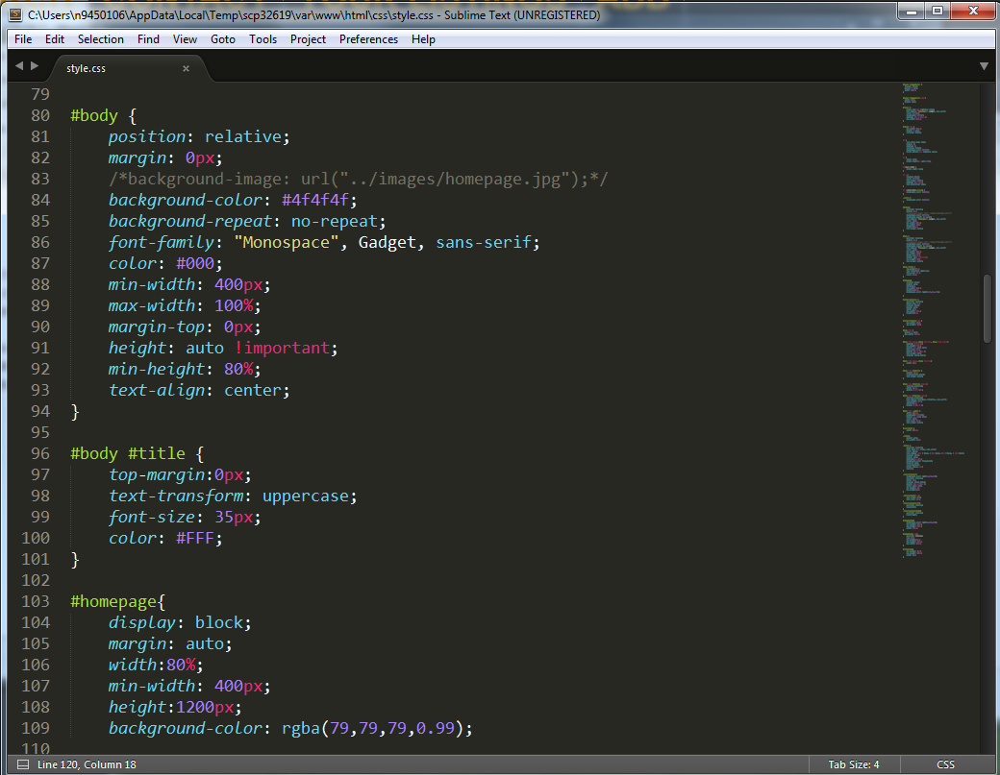 C:\Users\n9450106\AppData\Local\Temp\scp32619\var\www\html\css\style.css - Sublime Text (UNREGISTERED)
File Edit Selection Find View Goto Tools Project Preferences Help
style.css
79
80 #body {
81 position: relative;
82 margin: 0px;
83 /*background-image: url("../images/homepage.jpg");*/
84 background-color: #4f4f4f;
85 background-repeat: no-repeat;
86 font-family: "Monospace", Gadget, sans-serif;
87 color: #000;
88 min-width: 400px;
89 max-width: 100%;
90 margin-top: 0px;
91 height: auto !important;
92 min-height: 80%;
93 text-align: center;
94 }
95
96 #body #title {
97 top-margin:0px;
98 text-transform: uppercase;
99 font-size: 35px;
100 color: #FFF;
101 }
102
103 #homepage{
104 display: block;
105 margin: auto;
106 width:80%;
107 min-width: 400px;
108 height:1200px;
109 background-color: rgba(79,79,79,0.99);
110
Line 120, Column 18 Tab Size: 4 CSS